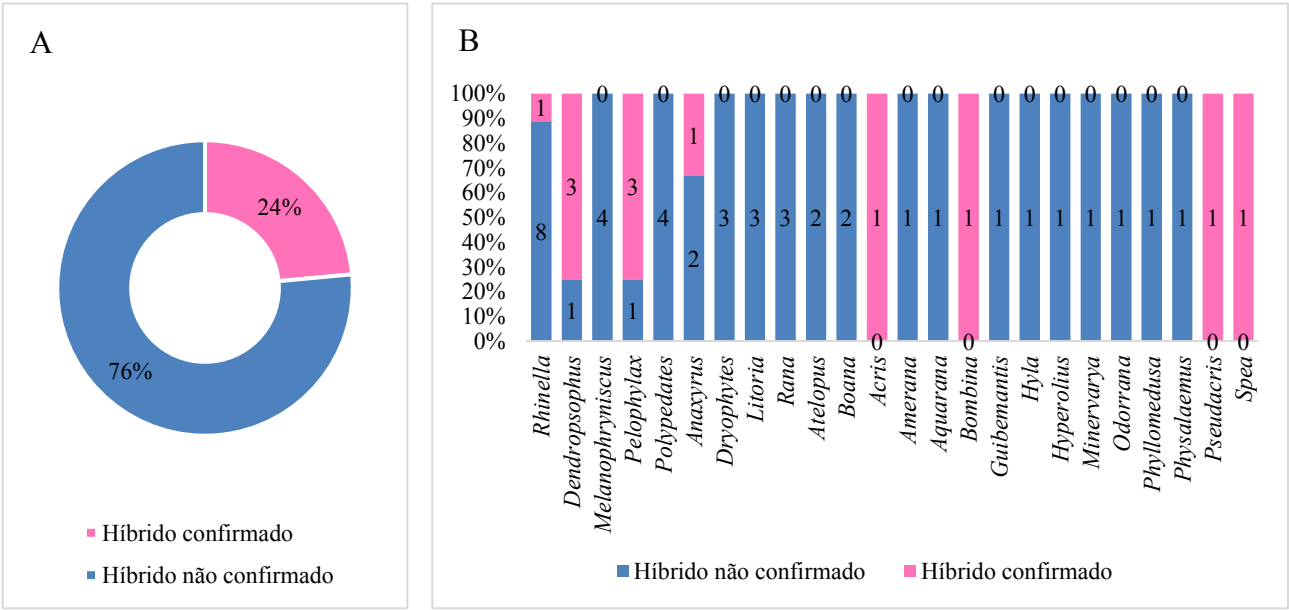 A
24%
76%
Híbrido confirmado
Híbrido não confirmado
B
100%
90%
80%
70%
60%
50%
40%
30%
20%
10%
0%
0 0 0 0 0 0 0 0 0 0 0 0 0 0 0 0
1 3 3 1
8 1 4 1 4 2 3 3 3 2 2 1 1 1 1 1 1 1 1 1 1 1 1 1
0 0 0 0
Rhinella
Dendropsophus
Melanophryniscus
Pelophylax
Polypedates
Anaxyrus
Dryophytes
Litoria
Rana
Atelopus
Boana
Acris
Amerana
Aquarana
Bombina
Guibemantis
Hyla
Hyperolius
Minervarya
Odorrana
Phyllomedusa
Physalaemus
Pseudacris
Spea
Híbrido não confirmado Híbrido confirmado